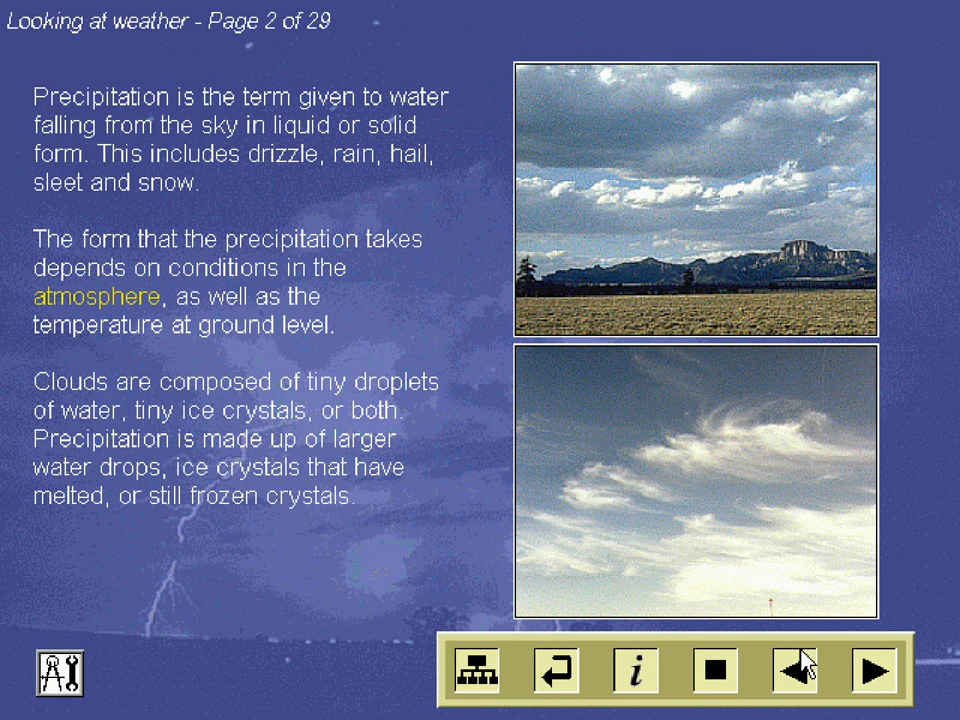 Looking at weather - Page 2 of 29
Precipitation is the term given to water
falling from the sky in liquid or solid
form. This includes drizzle, rain, hail,
sleet and snow.
The form that the precipitation takes
depends on conditions in the
atmosphere, as well as the
temperature at ground level.
Clouds are composed of tiny droplets
of water, tiny ice crystals, or both.
Precipitation is made up of larger
water drops, ice crystals that have
melted, or still frozen crystals.
i